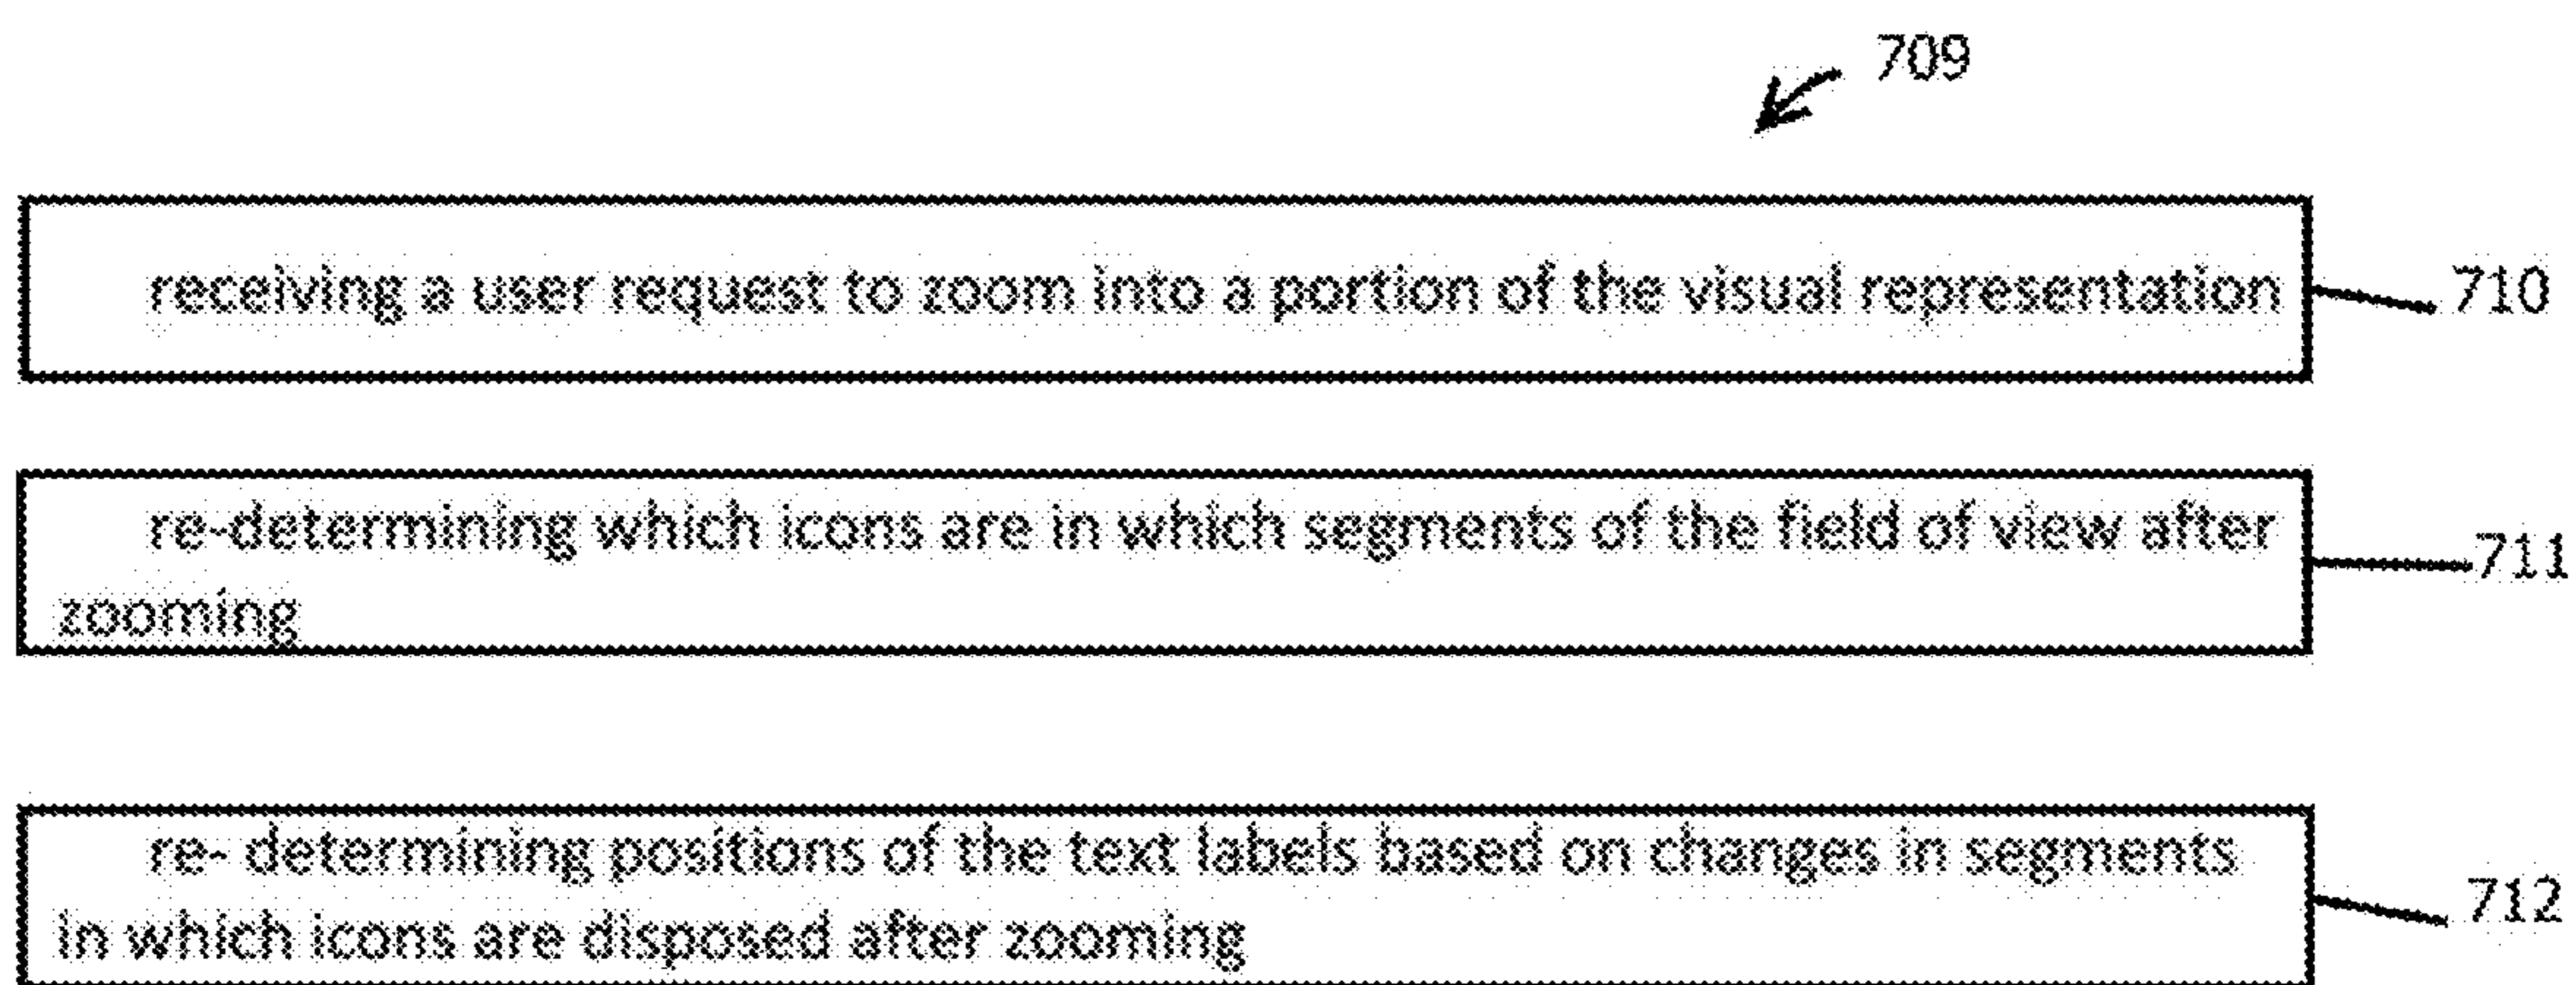 709
receiving a user request to zoom into a portion of the visual representation
710
re-determining which icons are in which segments of the field of view after
zooming
711
re- determining positions of the text labels based on changes in segments
in which icons are disposed after zooming
712